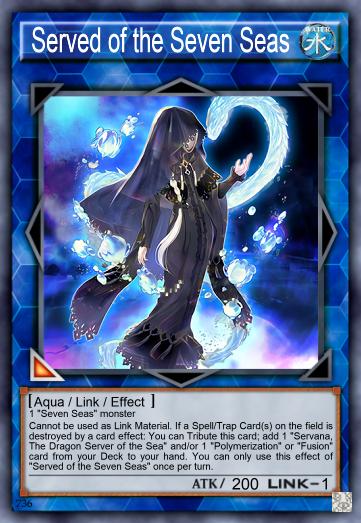 Served of the Seven Seas
WATER
水
[Aqua / Link / Effect ]
1 "Seven Seas" monster
Cannot be used as Link Material. If a Spell/Trap Card(s) on the field is
destroyed by a card effect: You can Tribute this card; add 1 "Servana,
The Dragon Server of the Sea" and/or 1 "Polymerization" or "Fusion"
card from your Deck to your hand. You can only use this effect of
"Served of the Seven Seas" once per turn.
ATK/ 200 LINK-1
736